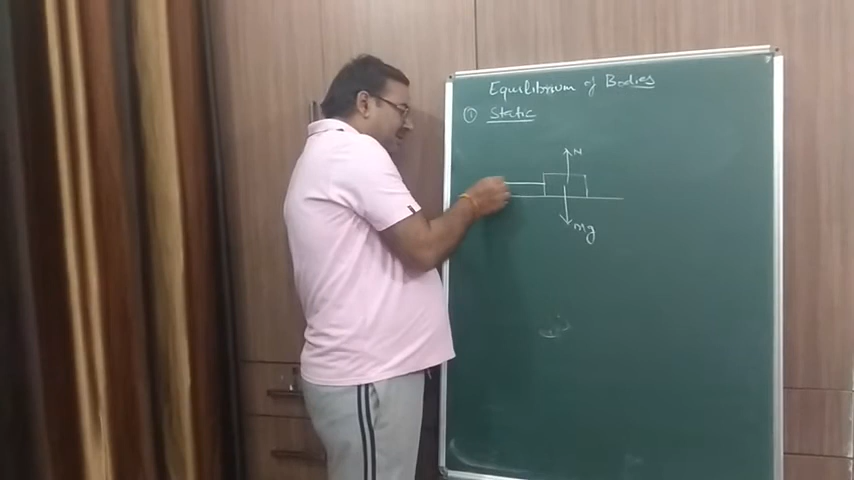 Equilibrium of Bodies
① Static
N
mg